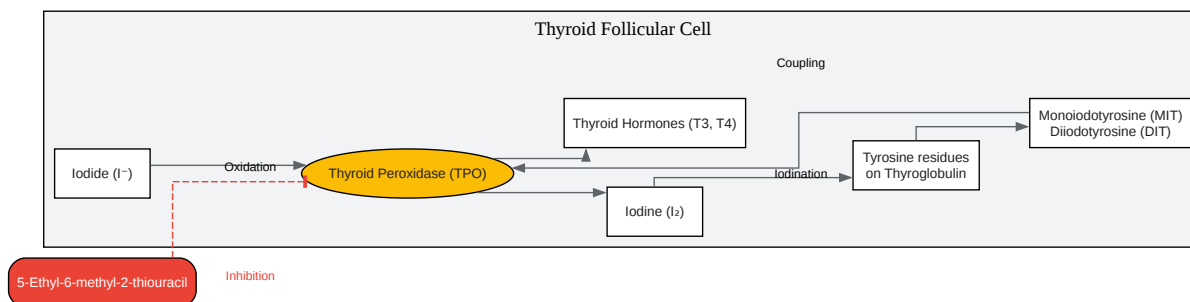 Thyroid Follicular Cell
Coupling
Thyroid Hormones (T3, T4)
Monoiodotyrosine (MIT)
Diiodotyrosine (DIT)
Iodide (I⁻)
Oxidation
Thyroid Peroxidase (TPO)
Iodination
Tyrosine residues
on Thyroglobulin
Iodine (I₂)
5-Ethyl-6-methyl-2-thiouracil
Inhibition